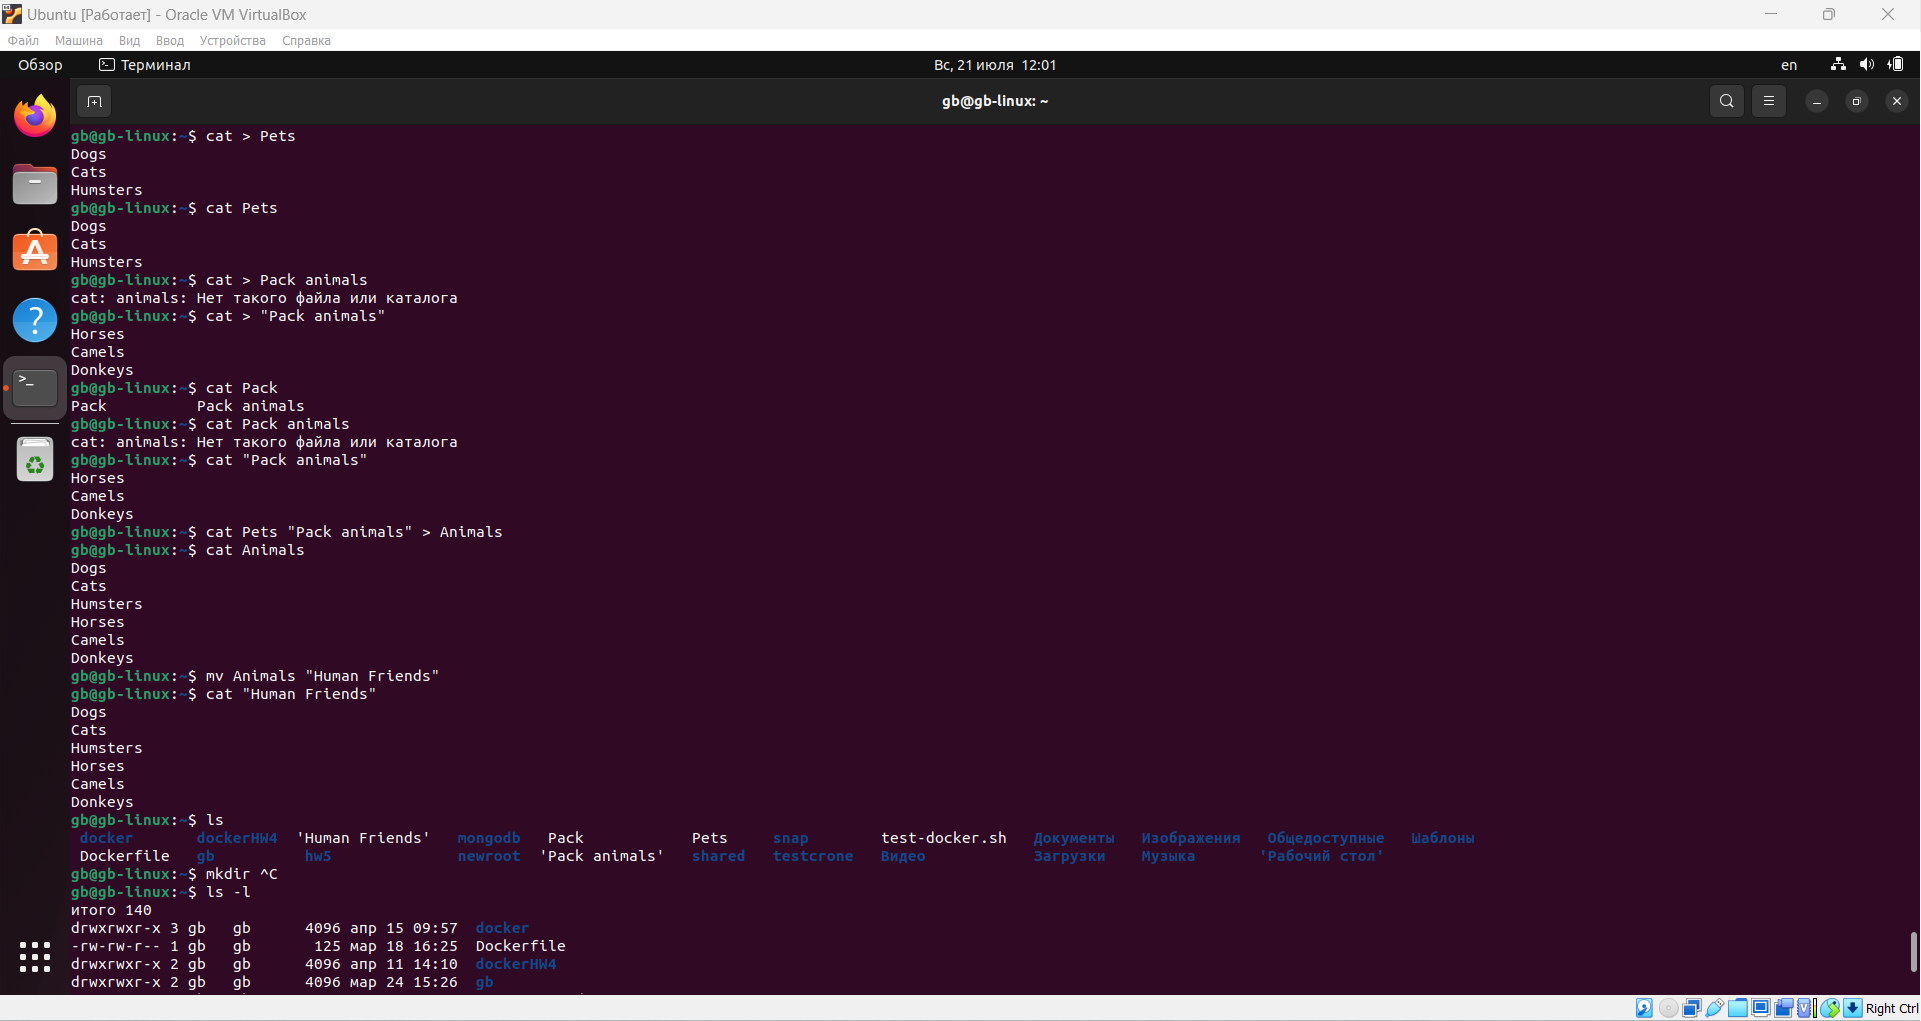 Ubuntu [Работает] - Oracle VM VirtualBox
Файл Машина Вид Ввод Устройства Справка
Обзор Терминал Вс, 21 июля 12:01 en
gb@gb-linux: ~
gb@gb-linux:~$ cat > Pets
Dogs
Cats
Humsters
gb@gb-linux:~$ cat Pets
Dogs
Cats
Humsters
gb@gb-linux:~$ cat > Pack animals
cat: animals: Нет такого файла или каталога
gb@gb-linux:~$ cat > "Pack animals"
Horses
Camels
Donkeys
gb@gb-linux:~$ cat Pack
Pack Pack animals
gb@gb-linux:~$ cat Pack animals
cat: animals: Нет такого файла или каталога
gb@gb-linux:~$ cat "Pack animals"
Horses
Camels
Donkeys
gb@gb-linux:~$ cat Pets "Pack animals" > Animals
gb@gb-linux:~$ cat Animals
Dogs
Cats
Humsters
Horses
Camels
Donkeys
gb@gb-linux:~$ mv Animals "Human Friends"
gb@gb-linux:~$ cat "Human Friends"
Dogs
Cats
Humsters
Horses
Camels
Donkeys
gb@gb-linux:~$ ls
docker dockerHW4 'Human Friends' mongodb Pack Pets snap test-docker.sh Документы Изображения Общедоступные Шаблоны
Dockerfile gb hw5 newroot 'Pack animals' shared testcrone Видео Загрузки Музыка 'Рабочий стол'
gb@gb-linux:~$ mkdir ^C
gb@gb-linux:~$ ls -l
итого 140
drwxrwxr-x 3 gb gb 4096 апр 15 09:57 docker
-rw-rw-r-- 1 gb gb 125 мар 18 16:25 Dockerfile
drwxrwxr-x 2 gb gb 4096 апр 11 14:10 dockerHW4
drwxrwxr-x 2 gb gb 4096 мар 24 15:26 gb
Right Ctrl